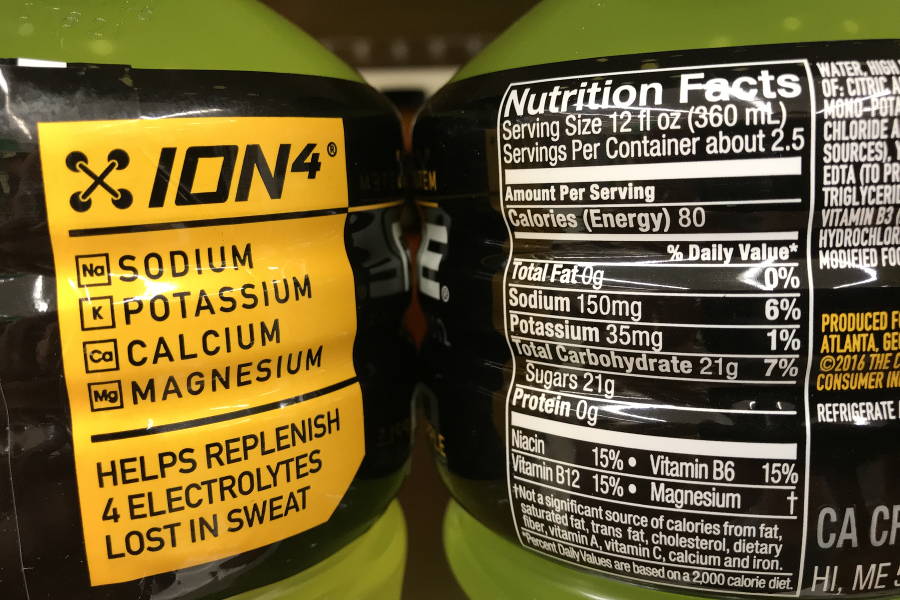 ION4®
Na SODIUM
K POTASSIUM
Ca CALCIUM
Mg MAGNESIUM
HELPS REPLENISH
4 ELECTROLYTES
LOST IN SWEAT
E®
Nutrition Facts
Serving Size 12 fl oz (360 mL)
Servings Per Container about 2.5
Amount Per Serving
Calories (Energy) 80
% Daily Value*
Total Fat 0g 0%
Sodium 150mg 6%
Potassium 35mg 1%
Total Carbohydrate 21g 7%
Sugars 21g
Protein 0g
Niacin 15% • Vitamin B6 15%
Vitamin B12 15% • Magnesium †
†Not a significant source of calories from fat,
saturated fat, trans fat, cholesterol, dietary
fiber, vitamin A, vitamin C, calcium and iron.
*Percent Daily Values are based on a 2,000 calorie diet.
WATER, HIGH
OF: CITRIC A
MONO-POTA
CHLORIDE A
SOURCES),
EDTA (TO PR
TRIGLYCERID
VITAMIN B3
HYDROCHLOR
MODIFIED FOO
PRODUCED F
ATLANTA, GE
©2016 THE C
CONSUMER IN
REFRIGERATE
CA CR
HI, ME 5